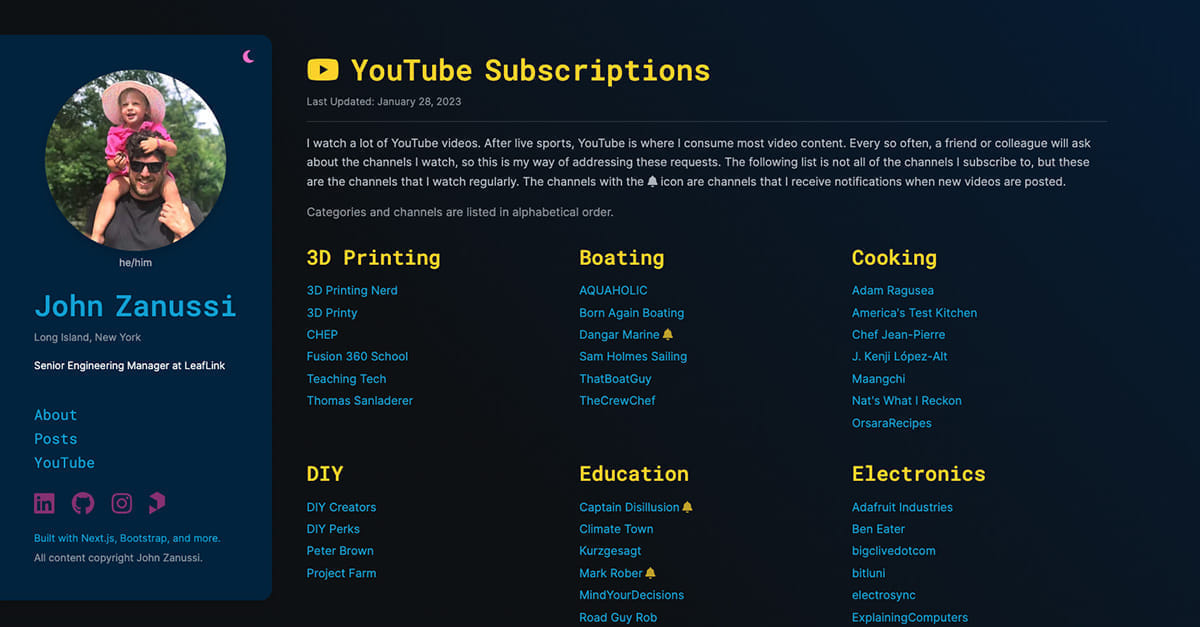 he/him
John Zanussi
Long Island, New York
Senior Engineering Manager at LeafLink
About
Posts
YouTube
in
Built with Next.js, Bootstrap, and more.
All content copyright John Zanussi.
YouTube Subscriptions
Last Updated: January 28, 2023
I watch a lot of YouTube videos. After live sports, YouTube is where I consume most video content. Every so often, a friend or colleague will ask
about the channels I watch, so this is my way of addressing these requests. The following list is not all of the channels I subscribe to, but these
are the channels that I watch regularly. The channels with the icon are channels that I receive notifications when new videos are posted.
Categories and channels are listed in alphabetical order.
3D Printing
3D Printing Nerd
3D Printy
CHEP
Fusion 360 School
Teaching Tech
Thomas Sanladerer
Boating
AQUAHOLIC
Born Again Boating
Dangar Marine
Sam Holmes Sailing
ThatBoatGuy
TheCrewChef
Cooking
Adam Ragusea
America's Test Kitchen
Chef Jean-Pierre
J. Kenji López-Alt
Maangchi
Nat's What I Reckon
OrsaraRecipes
DIY
DIY Creators
DIY Perks
Peter Brown
Project Farm
Education
Captain Disillusion
Climate Town
Kurzgesagt
Mark Rober
MindYourDecisions
Road Guy Rob
Electronics
Adafruit Industries
Ben Eater
bigclivedotcom
bitluni
electrosync
ExplainingComputers